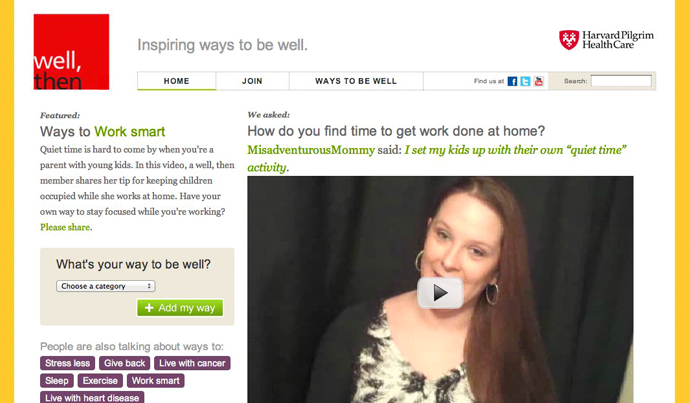 well,
then
Inspiring ways to be well.
Harvard Pilgrim
HealthCare
HOME
JOIN
WAYS TO BE WELL
Find us at
Search:
Featured:
Ways to Work smart
Quiet time is hard to come by when you're a
parent with young kids. In this video, a well, then
member shares her tip for keeping children
occupied while she works at home. Have your
own way to stay focused while you're working?
Please share.
What's your way to be well?
Choose a category
+ Add my way
People are also talking about ways to:
Stress less Give back Live with cancer
Sleep Exercise Work smart
Live with heart disease
We asked:
How do you find time to get work done at home?
MisadventurousMommy said: I set my kids up with their own “quiet time”
activity.